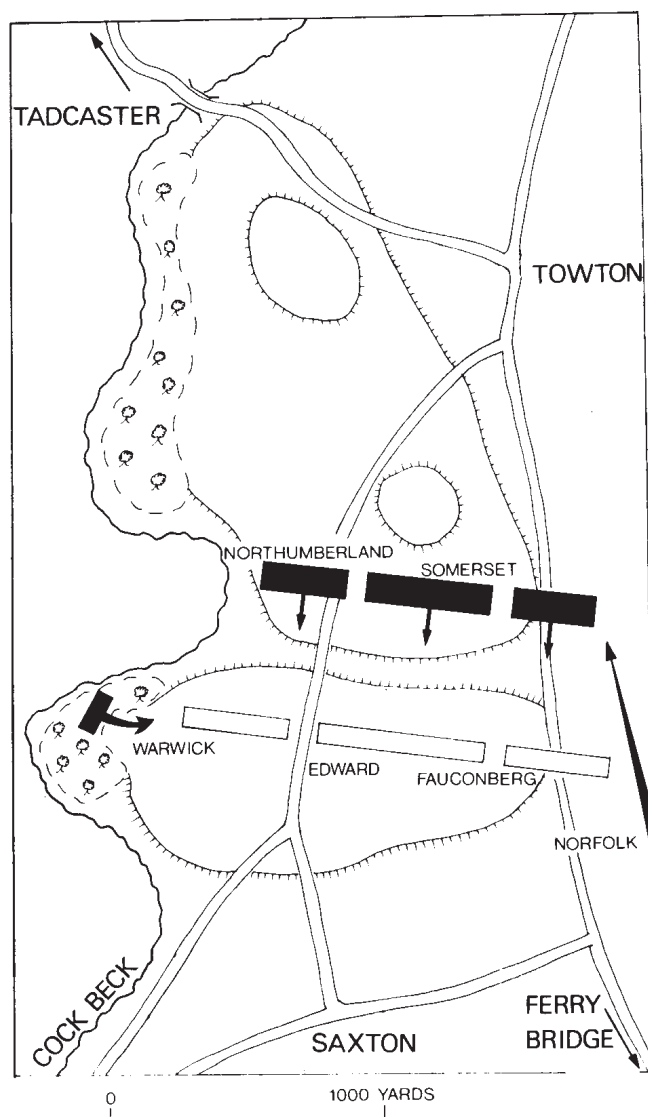 TADCASTER
TOWTON
NORTHUMBERLAND
SOMERSET
WARWICK
EDWARD
FAUCONBERG
NORFOLK
COCK BECK
FERRY
BRIDGE
SAXTON
0 1000 YARDS